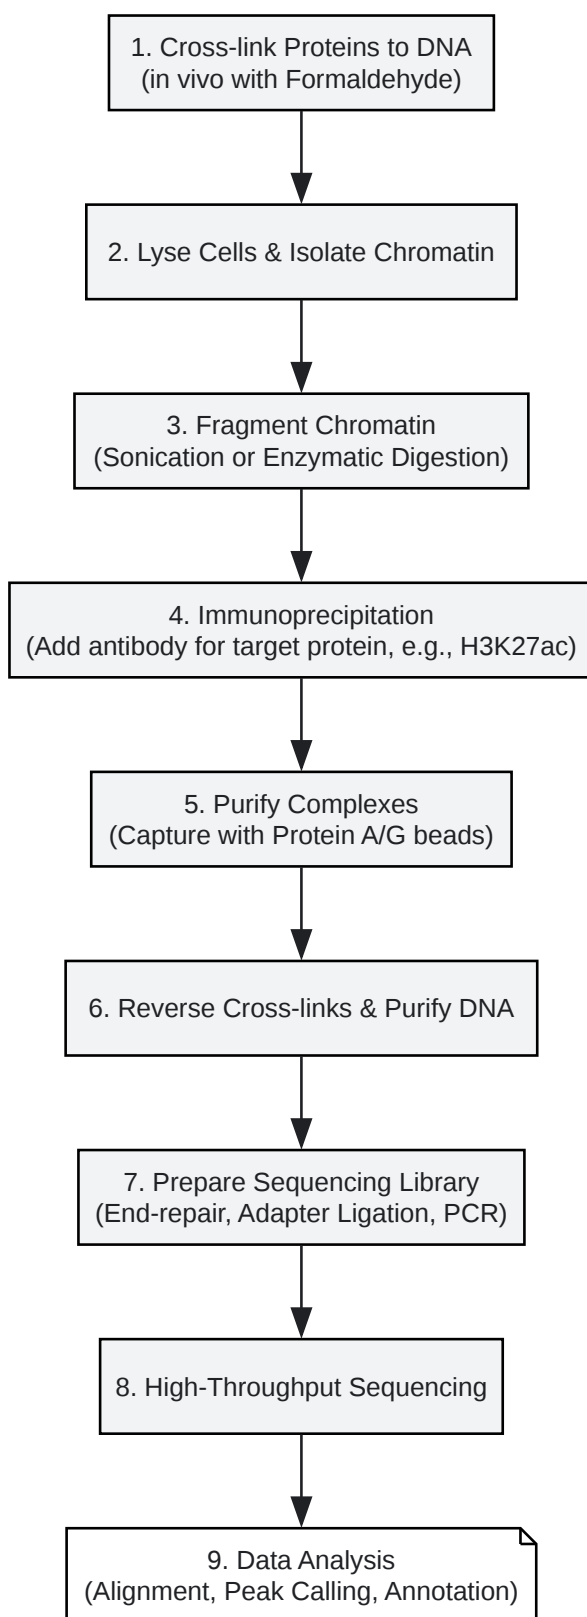 1. Cross-link Proteins to DNA
(in vivo with Formaldehyde)
2. Lyse Cells & Isolate Chromatin
3. Fragment Chromatin
(Sonication or Enzymatic Digestion)
4. Immunoprecipitation
(Add antibody for target protein, e.g., H3K27ac)
5. Purify Complexes
(Capture with Protein A/G beads)
6. Reverse Cross-links & Purify DNA
7. Prepare Sequencing Library
(End-repair, Adapter Ligation, PCR)
8. High-Throughput Sequencing
9. Data Analysis
(Alignment, Peak Calling, Annotation)